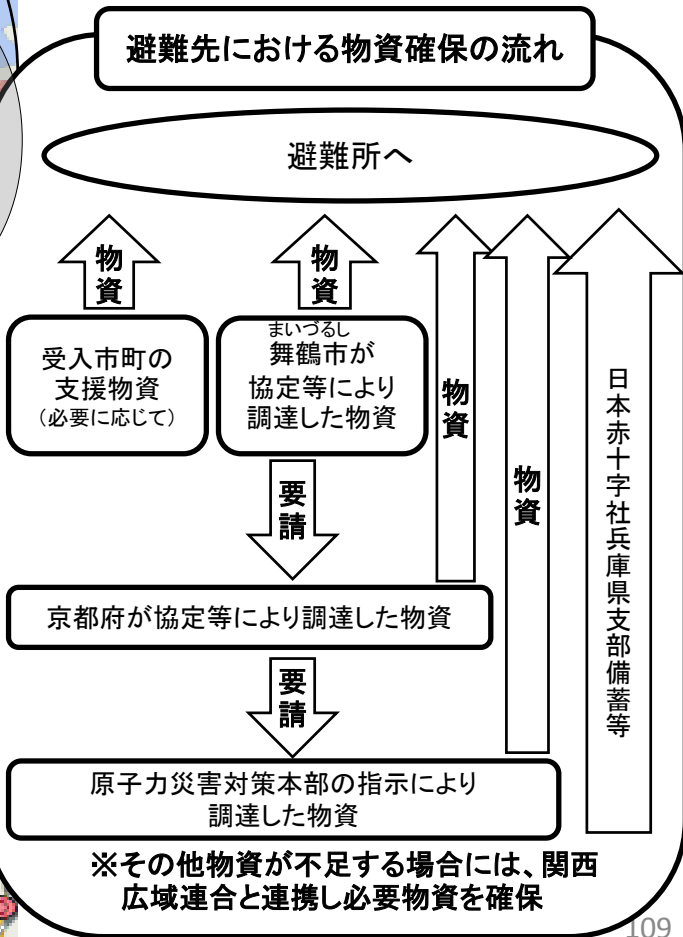 避難先における物資確保の流れ
避難所へ
物
資
物
資
受入市町の
支援物資
（必要に応じて）
まいづるし
舞鶴市が
協定等により
調達した物資
物
資
物
資
日本赤十字社兵庫県支部備蓄等
要
請
京都府が協定等により調達した物資
要
請
原子力災害対策本部の指示により
調達した物資
※その他物資が不足する場合には、関西
広域連合と連携し必要物資を確保
109